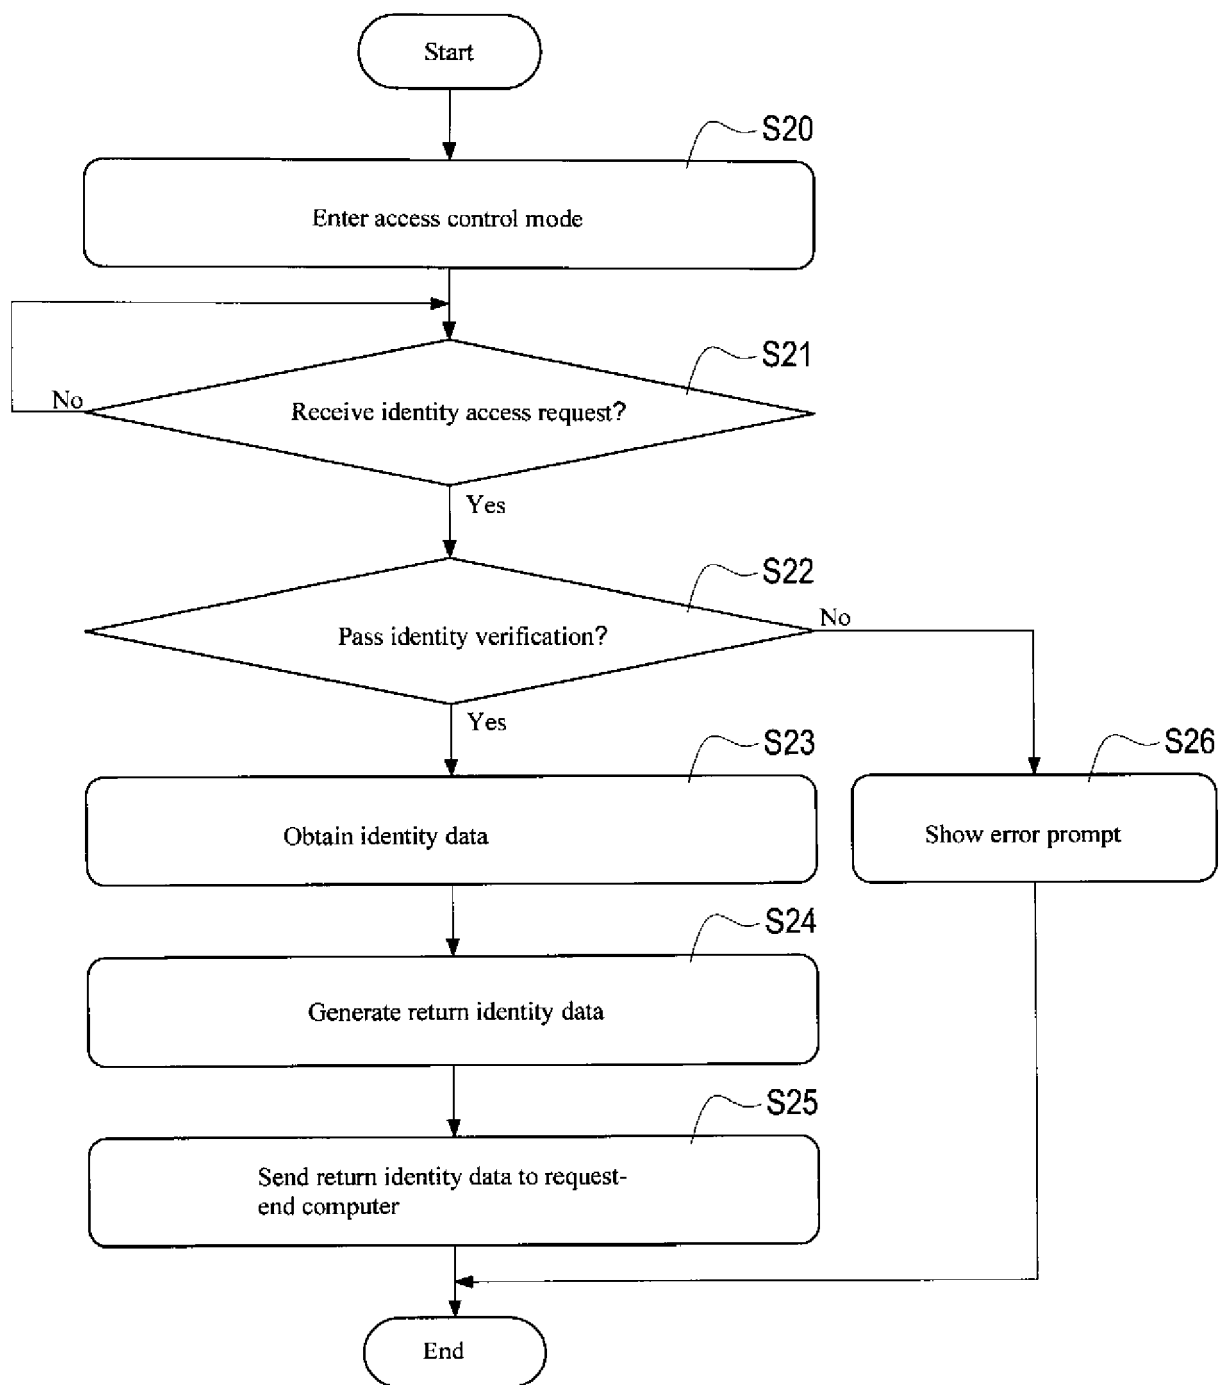 Start
S20
Enter access control mode
S21
No
Receive identity access request?
Yes
S22
No
Pass identity verification?
Yes
S23
S26
Obtain identity data
Show error prompt
S24
Generate return identity data
S25
Send return identity data to request-
end computer
End